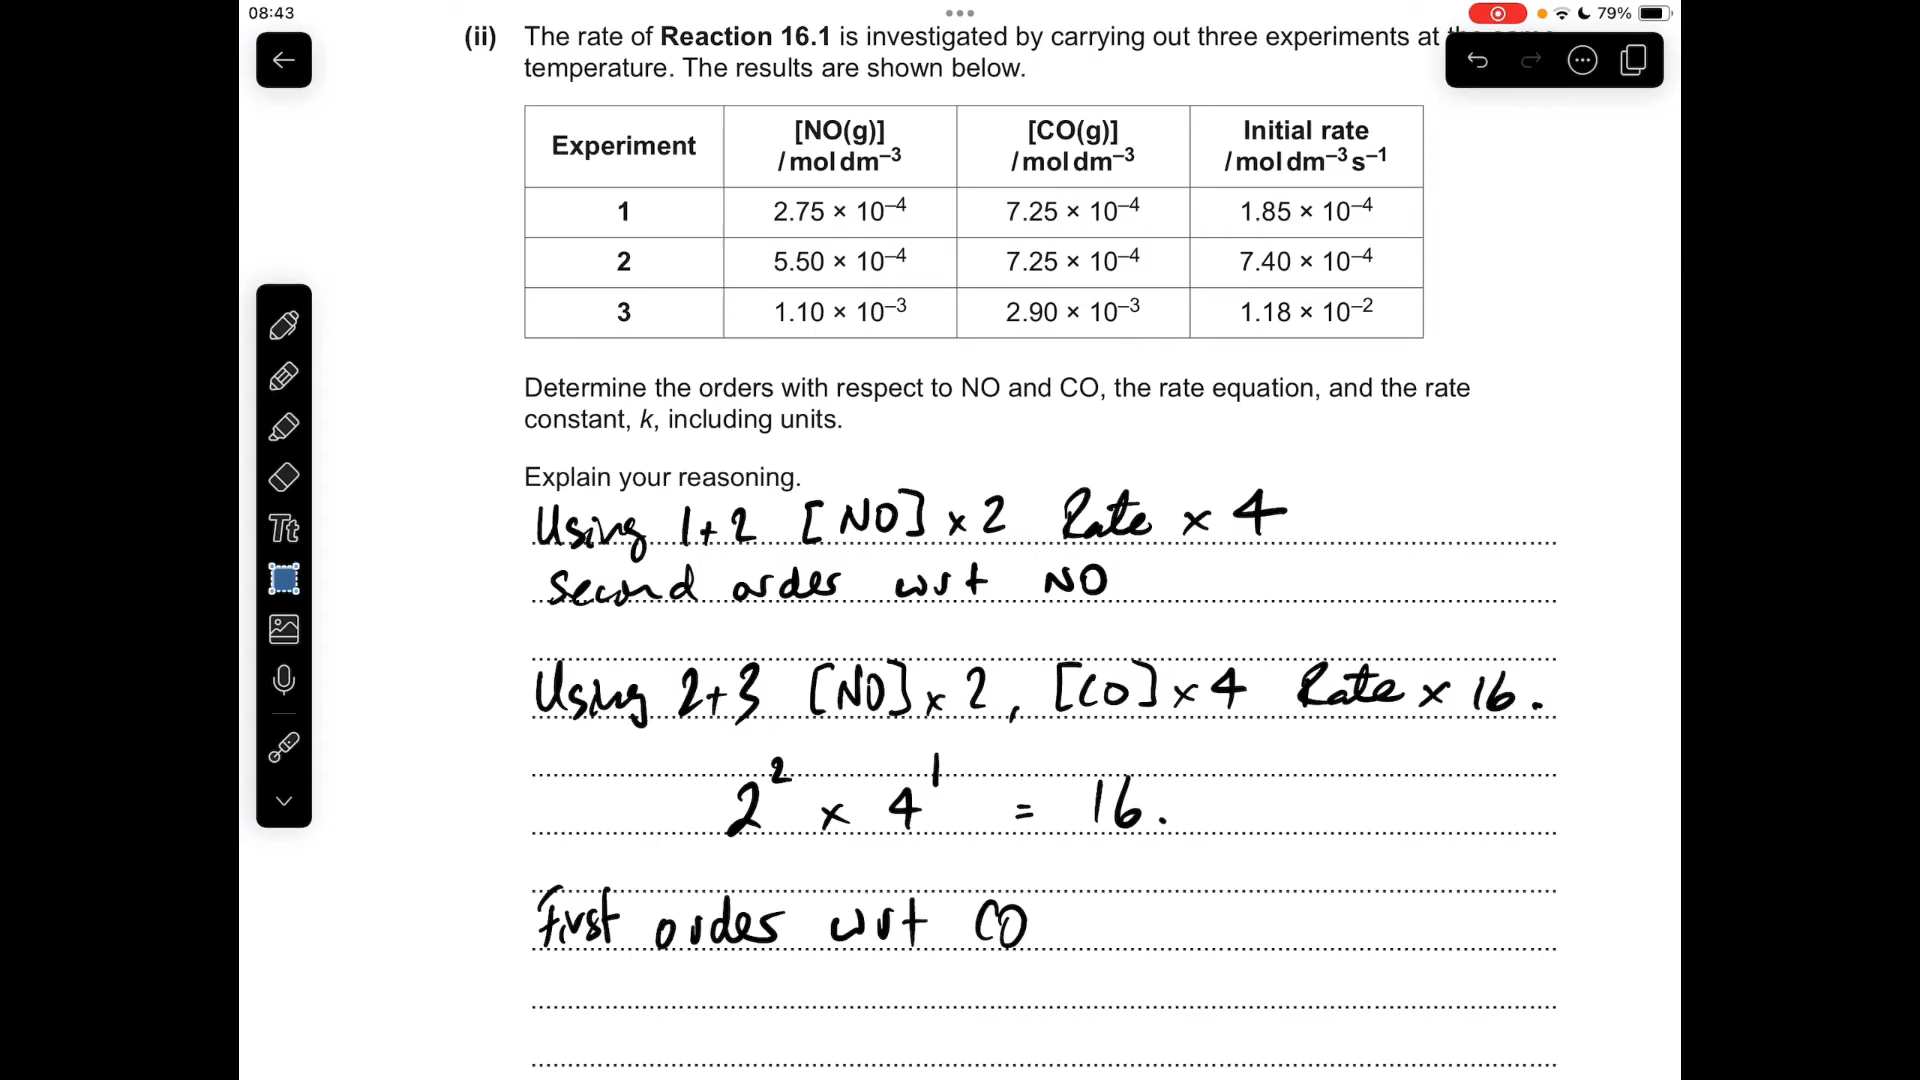 08:43
79%
(ii) The rate of Reaction 16.1 is investigated by carrying out three experiments at
temperature. The results are shown below.
Experiment [NO(g)] /mol dm⁻³ [CO(g)] /mol dm⁻³ Initial rate /mol dm⁻³ s⁻¹
1 2.75 × 10⁻⁴ 7.25 × 10⁻⁴ 1.85 × 10⁻⁴
2 5.50 × 10⁻⁴ 7.25 × 10⁻⁴ 7.40 × 10⁻⁴
3 1.10 × 10⁻³ 2.90 × 10⁻³ 1.18 × 10⁻²
Determine the orders with respect to NO and CO, the rate equation, and the rate
constant, k, including units.
Explain your reasoning.
Using 1+2 [NO] × 2 Rate × 4
Second order wrt NO
Using 2+3 [NO] × 2, [CO] × 4 Rate × 16.
2² × 4¹ = 16.
First order wrt CO
Tt